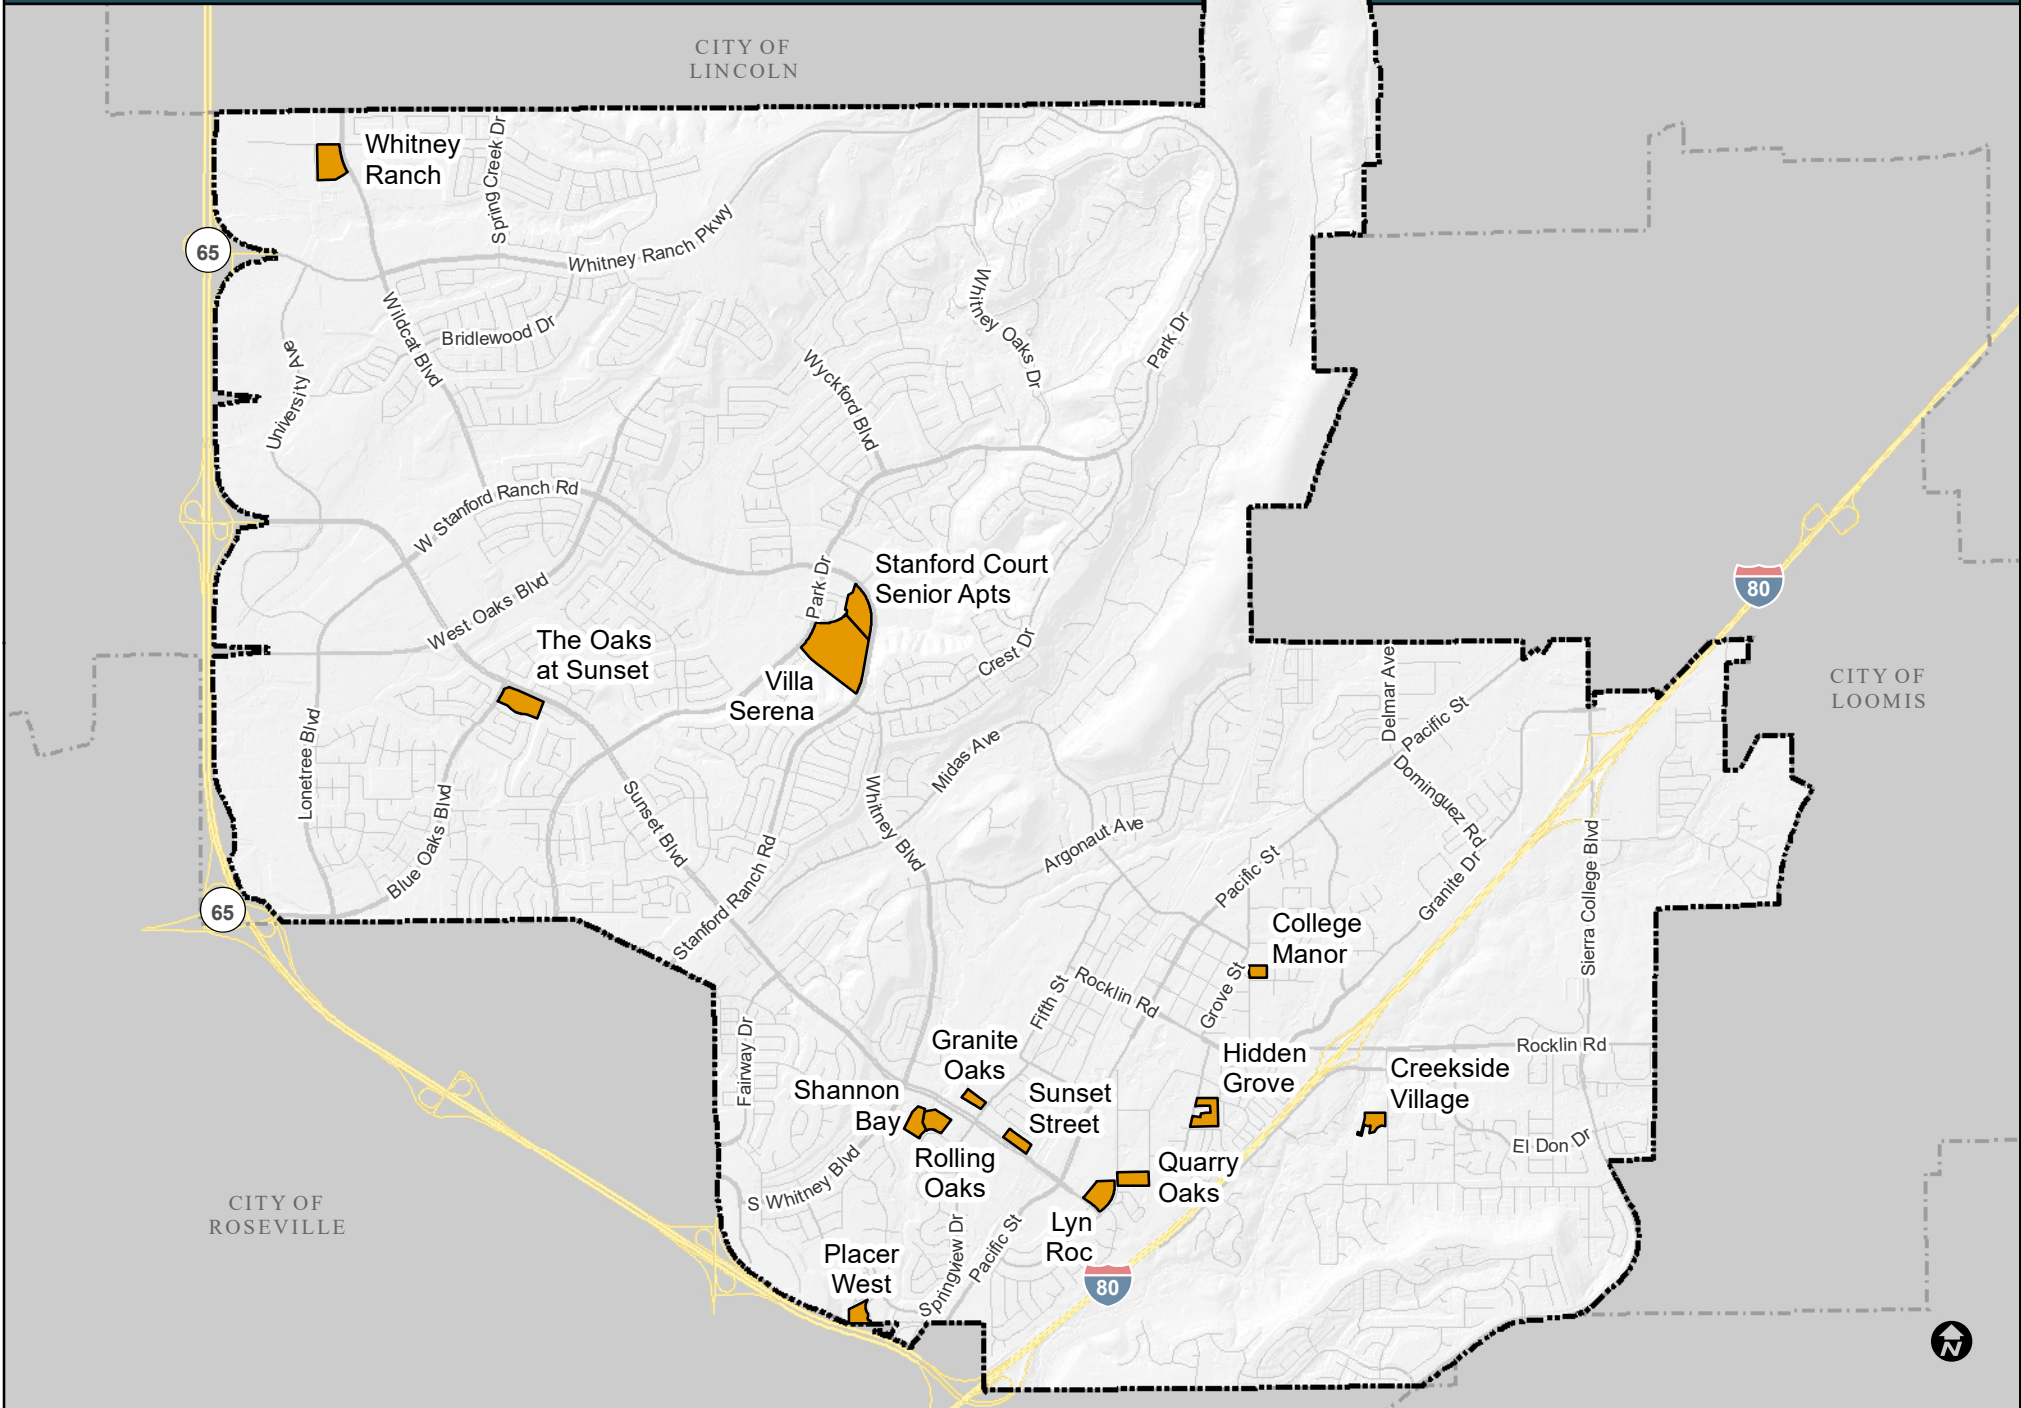 CITY OF
LINCOLN
Whitney
Ranch
Spring Creek Dr
65
Whitney Ranch Pkwy
Whitney Oaks Dr
Wildcat Blvd
Bridlewood Dr
Park Dr
University Ave
Wyckford Blvd
W Stanford Ranch Rd
Stanford Court
Senior Apts
Park Dr
80
West Oaks Blvd
The Oaks
at Sunset
Crest Dr
Villa
Serena
Delmar Ave
CITY OF
LOOMIS
Pacific St
Midas Ave
Lonetree Blvd
Dominguez Rd
Blue Oaks Blvd
Sunset Blvd
Whitney Blvd
Argonaut Ave
Stanford Ranch Rd
Pacific St
Granite Dr
Sierra College Blvd
65
College
Manor
Rocklin Rd
Grove St
Fifth St
Fairway Dr
Granite
Oaks
Hidden
Grove
Rocklin Rd
Creekside
Village
Shannon
Bay
Sunset
Street
El Don Dr
Rolling
Oaks
Quarry
Oaks
S Whitney Blvd
CITY OF
ROSEVILLE
Lyn
Roc
Springview Dr
Pacific St
Placer
West
80
N